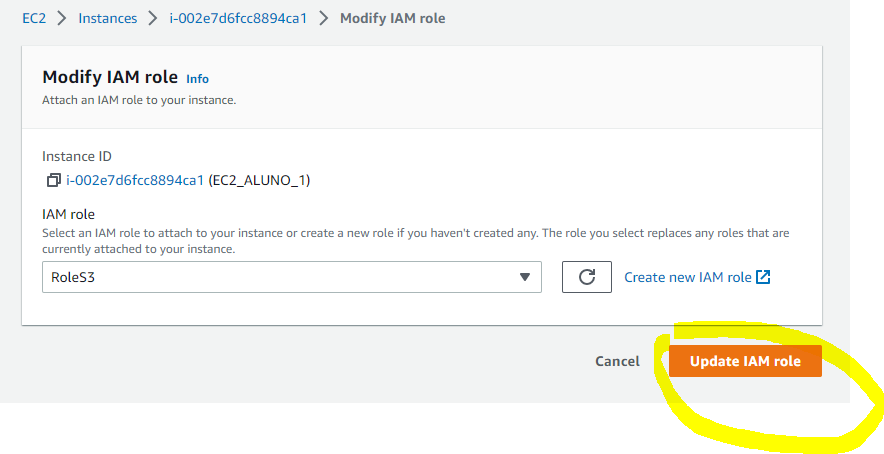 EC2 > Instances > i-002e7d6fcc8894ca1 > Modify IAM role
Modify IAM role Info
Attach an IAM role to your instance.
Instance ID
i-002e7d6fcc8894ca1 (EC2_ALUNO_1)
IAM role
Select an IAM role to attach to your instance or create a new role if you haven't created any. The role you select replaces any roles that are
currently attached to your instance.
RoleS3
Create new IAM role
Cancel
Update IAM role